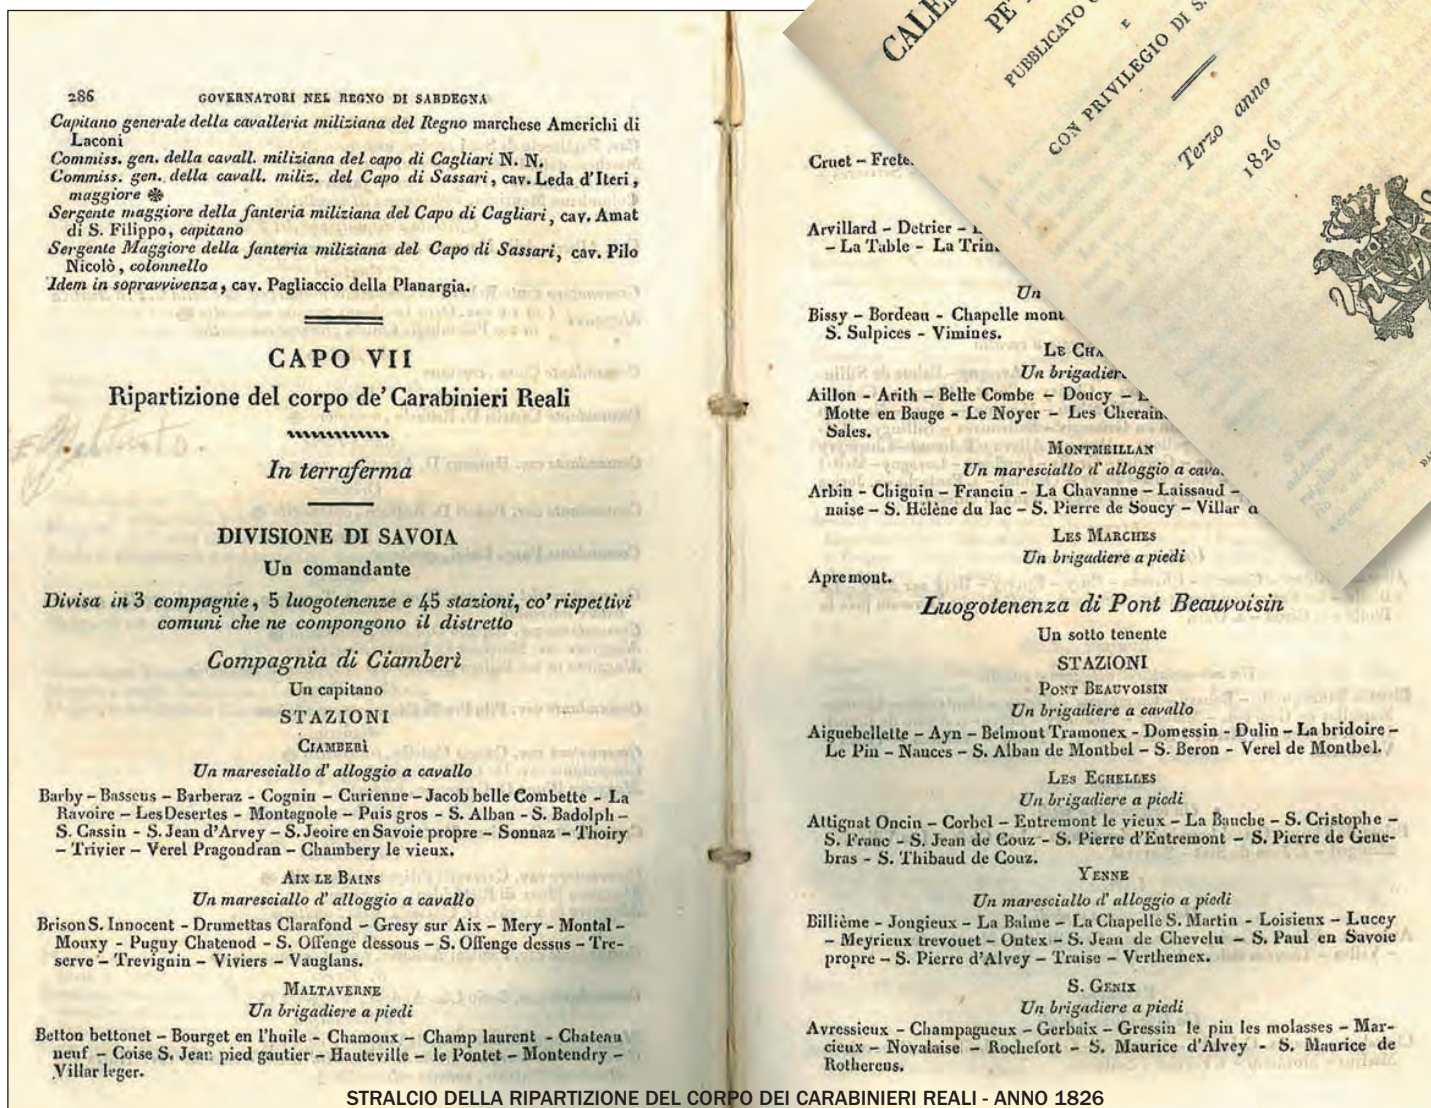 286 GOVERNATORI NEL REGNO DI SARDEGNA
Capitano generale della cavalleria miliziana del Regno marchese Americhi di
Laconi
Commiss. gen. della cavall. miliziana del capo di Cagliari N. N.
Commiss. gen. della cavall. miliz. del Capo di Sassari, cav. Leda d'Iteri,
maggiore
Sergente maggiore della fanteria miliziana del Capo di Cagliari, cav. Amat
di S. Filippo, capitano
Sergente Maggiore della fanteria miliziana del Capo di Sassari, cav. Pilo
Nicolò, colonnello
Idem in sopravvivenza, cav. Pagliaccio della Planargia.
CAPO VII
Ripartizione del corpo de' Carabinieri Reali
In terraferma
DIVISIONE DI SAVOIA
Un comandante
Divisa in 3 compagnie, 5 luogotenenze e 45 stazioni, co' rispettivi
comuni che ne compongono il distretto
Compagnia di Ciamberì
Un capitano
STAZIONI
CIAMBERÌ
Un maresciallo d'alloggio a cavallo
Barby – Bassens – Barberaz - Cognin – Curienne – Jacob belle Combette - La
Ravoire – Les Desertes – Montagnole – Puis gros - S. Alban - S. Badolph –
S. Cassin - S. Jean d'Arvey – S. Jeoire en Savoie propre – Sonnaz – Thoiry
– Trivier – Verel Pragondran – Chambery le vieux.
AIX LE BAINS
Un maresciallo d'alloggio a cavallo
Brison S. Innocent - Drumettas Clarafond - Gresy sur Aix - Mery - Montal –
Mouxy - Pugny Chatenod - S. Offenge dessous – S. Offenge dessus – Tre-
serve – Trevignin – Viviers – Vauglans.
MALTAVERNE
Un brigadiere a piedi
Betton bettonet – Bourget en l'huile - Chamoux – Champ laurent - Chateau
neuf – Coise S. Jean pied gautier – Hauteville – le Pontet – Montendry –
Villar leger.
PUBBLICATO
E
CON PRIVILEGIO DI S.
Terzo anno
1826
Cruet –
Arvillard – Detrier –
– La Table - La
Un
Bissy – Bordeau - Chapelle mont
S. Sulpices - Vimines.
LE
Un brigadiere
Aillon - Arith – Belle Combe – Doucy –
Motte en Bauge - Le Noyer – Les
Sales.
MONTMEILLAN
Un maresciallo d'alloggio a
Arbin - Chignin – Francin - La Chavanne – Laissaud –
naise – S. Hélène du lac – S. Pierre de Soucy – Villar
LES MARCHES
Un brigadiere a piedi
Apremont.
Luogotenenza di Pont Beauvoisin
Un sotto tenente
STAZIONI
PONT BEAUVOISIN
Un brigadiere a cavallo
Aiguebellette – Ayn – Belmont Tramonex - Domessin - Dulin – La bridoire –
Le Pin – Nances – S. Alban de Montbel – S. Beron - Verel de Montbel.
LES ECHELLES
Un brigadiere a piedi
Attignat Oncin – Corbel – Entremont le vieux – La Bauche – S. Cristophe –
S. Franc - S. Jean de Couz - S. Pierre d'Entremont – S. Pierre de Gene-
bras - S. Thibaud de Couz.
YENNE
Un maresciallo d'alloggio a piedi
Billième - Jongieux - La Balme – La Chapelle S. Martin - Loisieux – Lucey
– Meyrieux trevouet – Ontex – S. Jean de Chevelu – S. Paul en Savoie
propre – S. Pierre d'Alvey – Traise – Verthemex.
S. GENIX
Un brigadiere a piedi
Avressieux - Champagneux - Gerbaix – Gressin le pin les molasses – Mar-
cieux – Novalaise – Rochefort – S. Maurice d'Alvey - S. Maurice de
Rotherens.
STRALCIO DELLA RIPARTIZIONE DEL CORPO DEI CARABINIERI REALI - ANNO 1826